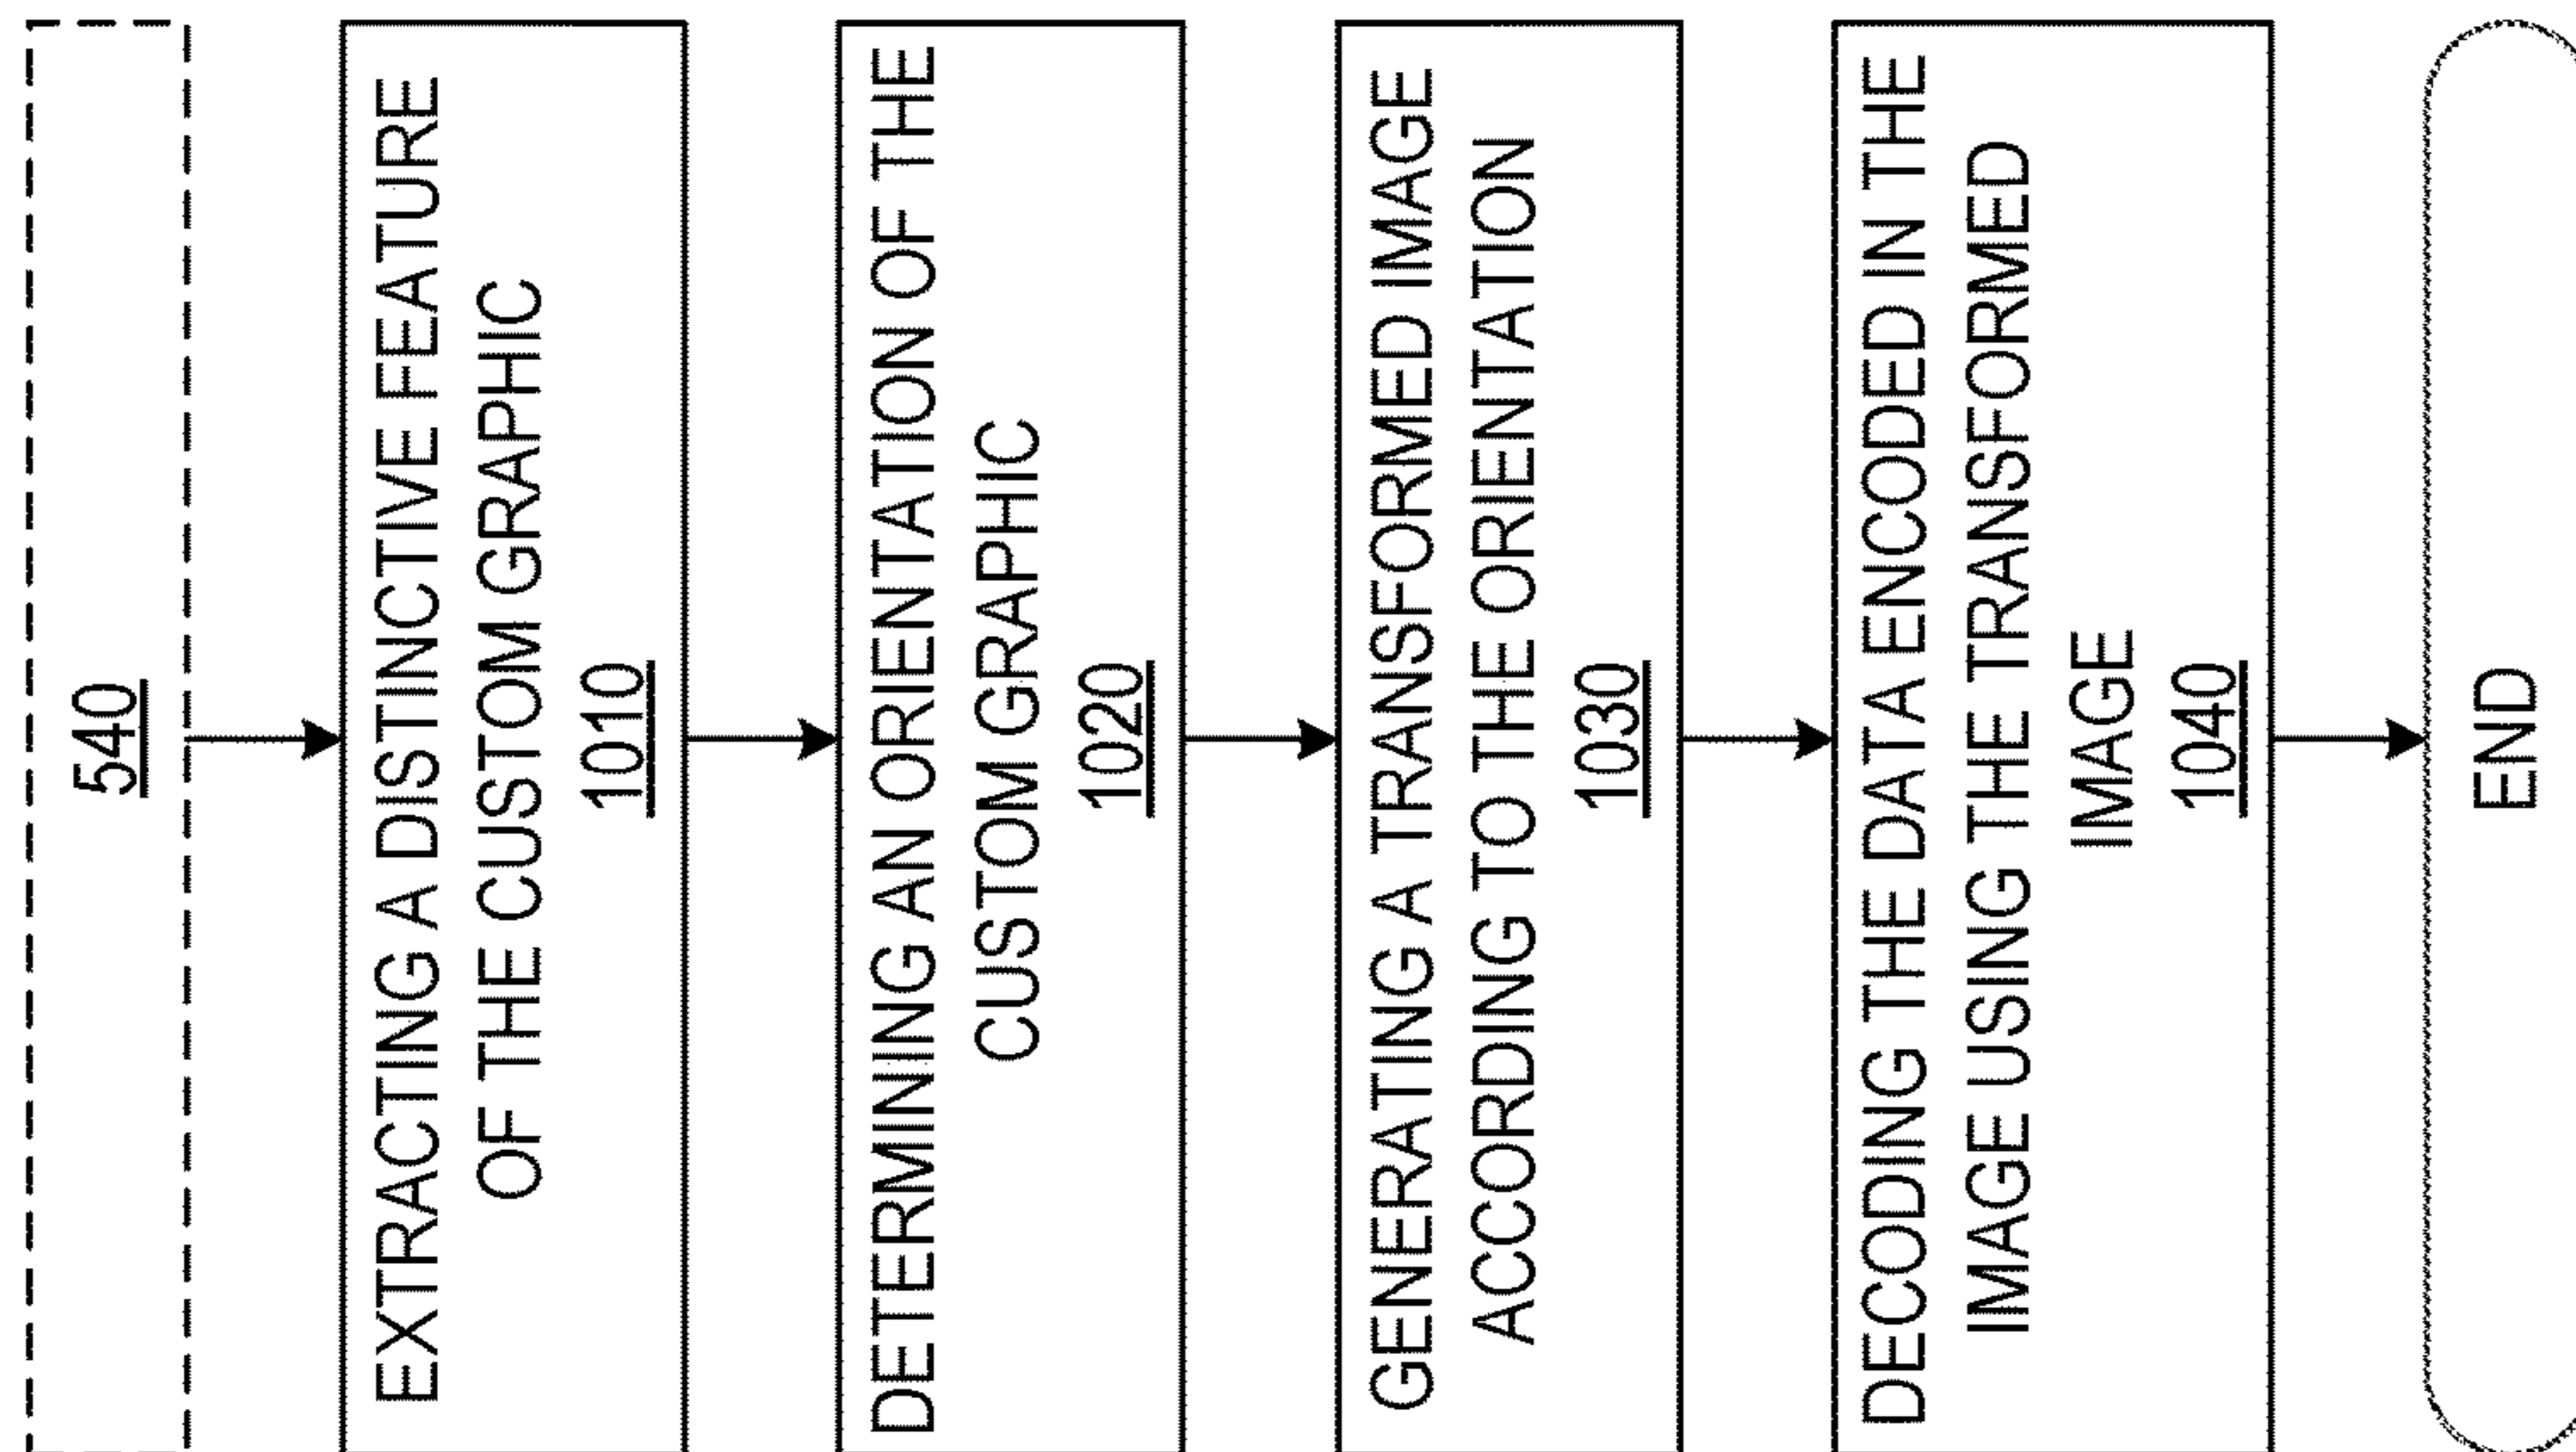 540
EXTRACTING A DISTINCTIVE FEATURE
OF THE CUSTOM GRAPHIC
1010
DETERMINING AN ORIENTATION OF THE
CUSTOM GRAPHIC
1020
GENERATING A TRANSFORMED IMAGE
ACCORDING TO THE ORIENTATION
1030
DECODING THE DATA ENCODED IN THE
IMAGE USING THE TRANSFORMED
IMAGE
1040
END